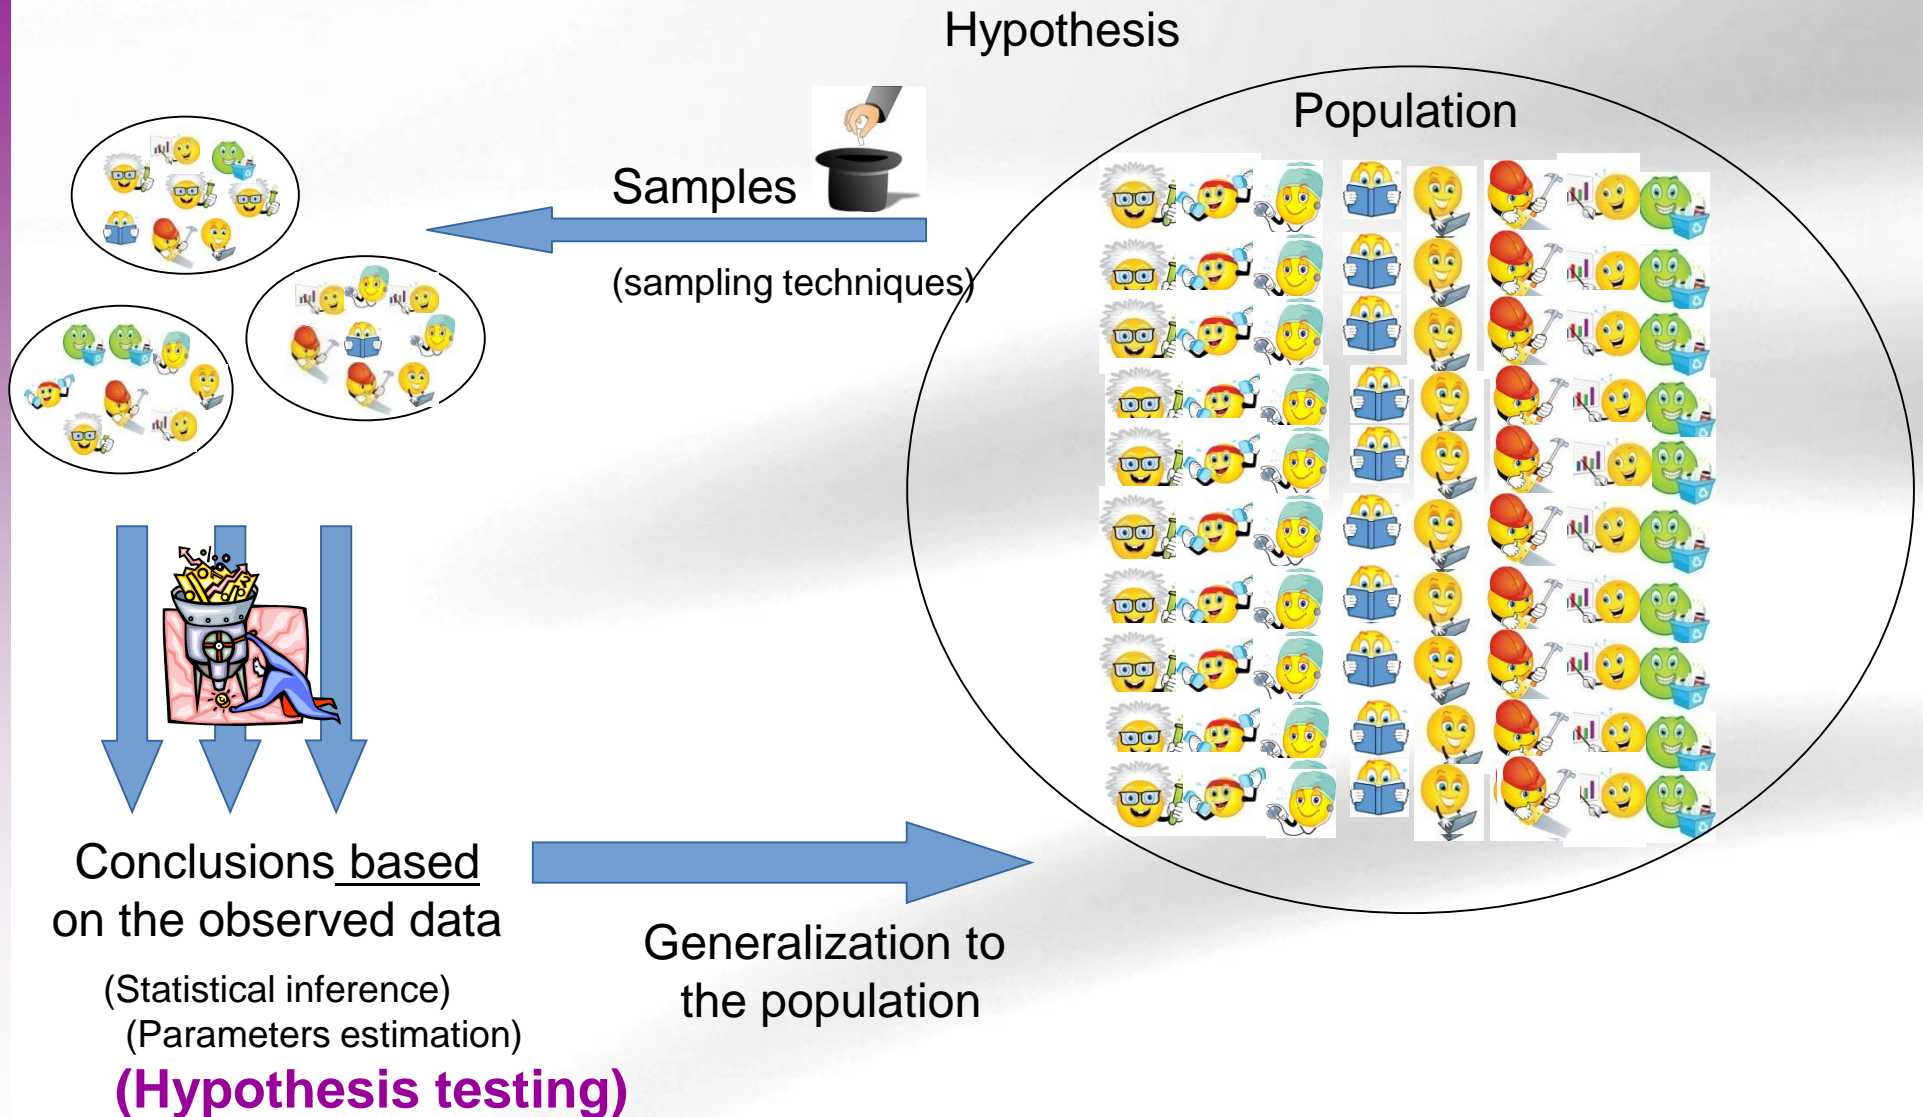 Hypothesis
Population
Samples
(sampling techniques)
Conclusions based
on the observed data
(Statistical inference)
(Parameters estimation)
(Hypothesis testing)
Generalization to
the population